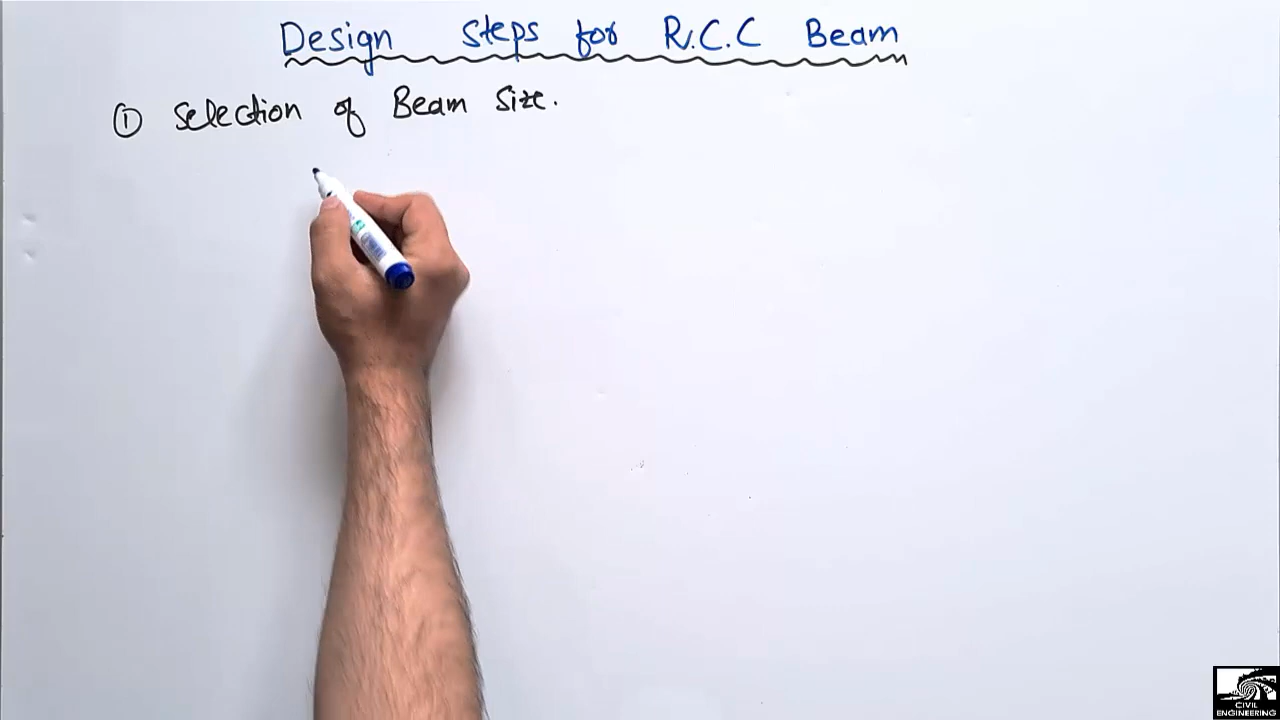 Design steps for R.C.C Beam
① Selection of Beam Size.
CIVIL
ENGINEERING